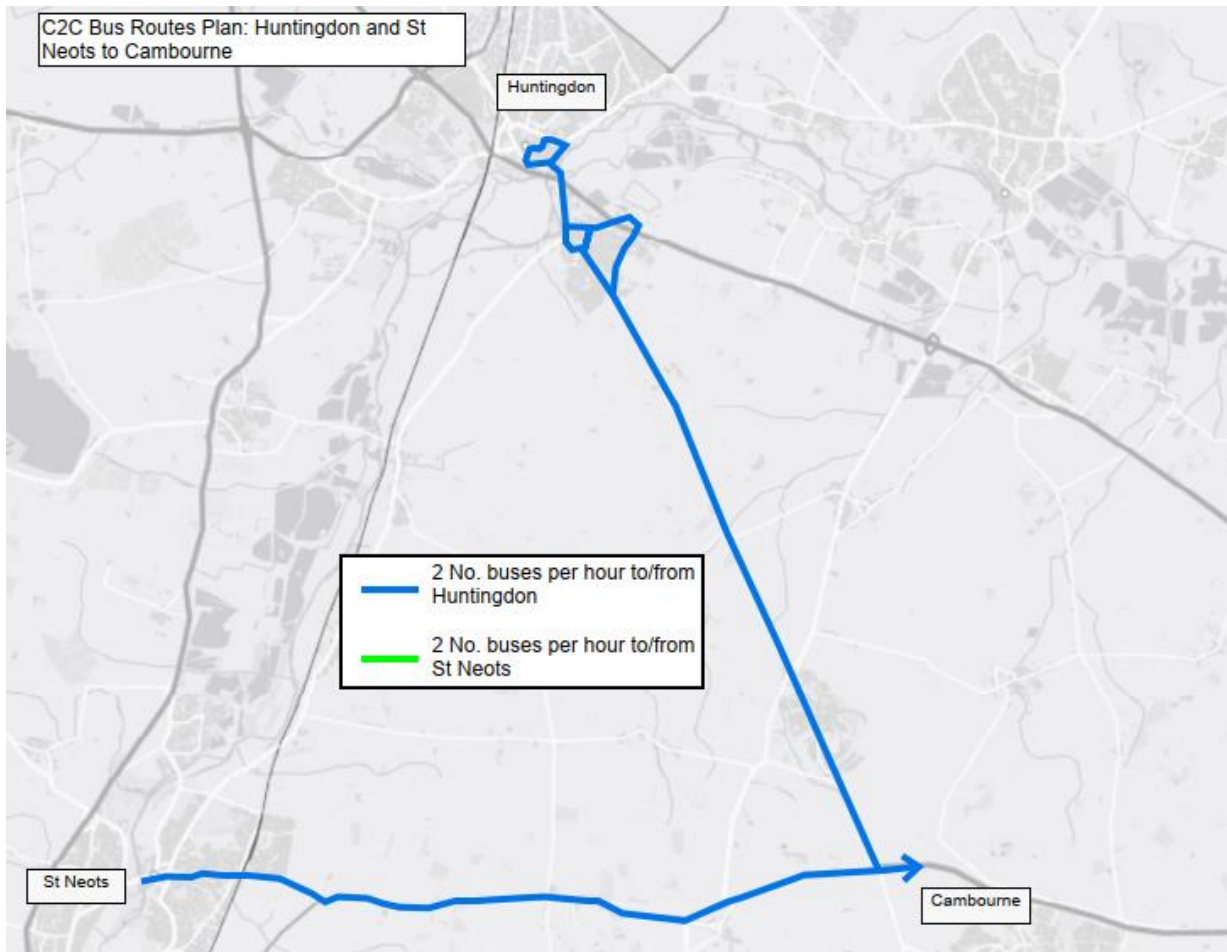 C2C Bus Routes Plan: Huntingdon and St
Neots to Cambourne
Huntingdon
2 No. buses per hour to/from
Huntingdon
2 No. buses per hour to/from
St Neots
St Neots
Cambourne